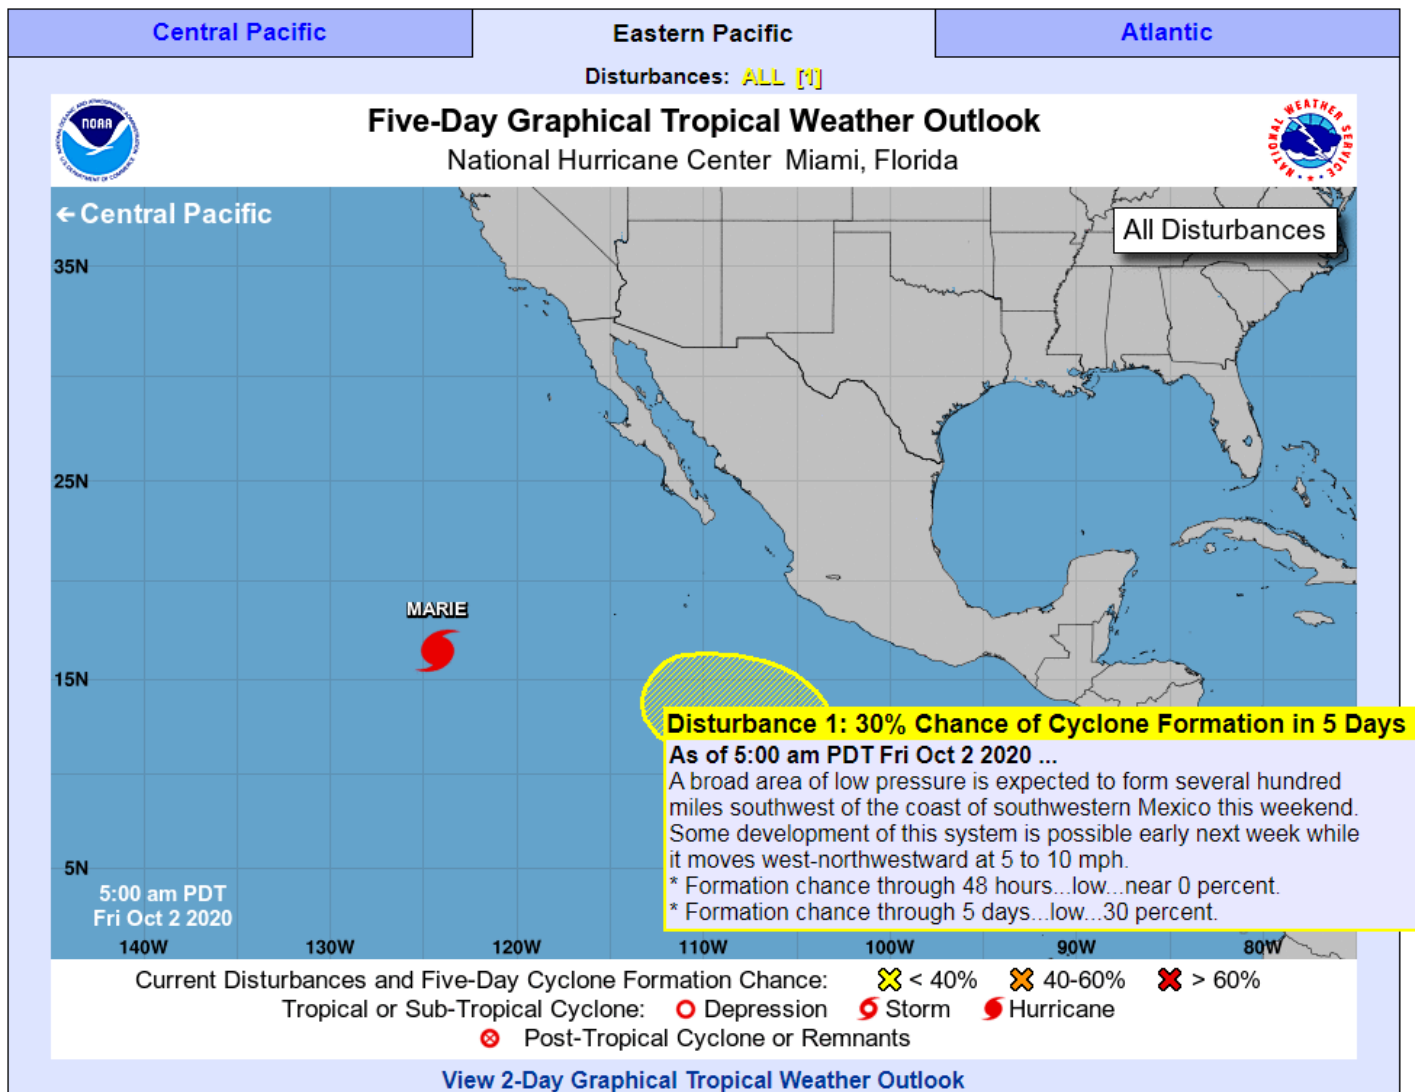 Central Pacific
Eastern Pacific
Atlantic
Disturbances: ALL [1]
NOAA
Five-Day Graphical Tropical Weather Outlook
National Hurricane Center  Miami, Florida
NATIONAL WEATHER SERVICE
←Central Pacific
All Disturbances
35N
25N
MARIE
15N
Disturbance 1: 30% Chance of Cyclone Formation in 5 Days
As of 5:00 am PDT Fri Oct 2 2020 ...
A broad area of low pressure is expected to form several hundred
miles southwest of the coast of southwestern Mexico this weekend.
Some development of this system is possible early next week while
it moves west-northwestward at 5 to 10 mph.
* Formation chance through 48 hours...low...near 0 percent.
* Formation chance through 5 days...low...30 percent.
5N
5:00 am PDT
Fri Oct 2 2020
140W 130W 120W 110W 100W 90W 80W
Current Disturbances and Five-Day Cyclone Formation Chance: < 40% 40-60% > 60%
Tropical or Sub-Tropical Cyclone: Depression Storm Hurricane
Post-Tropical Cyclone or Remnants
View 2-Day Graphical Tropical Weather Outlook